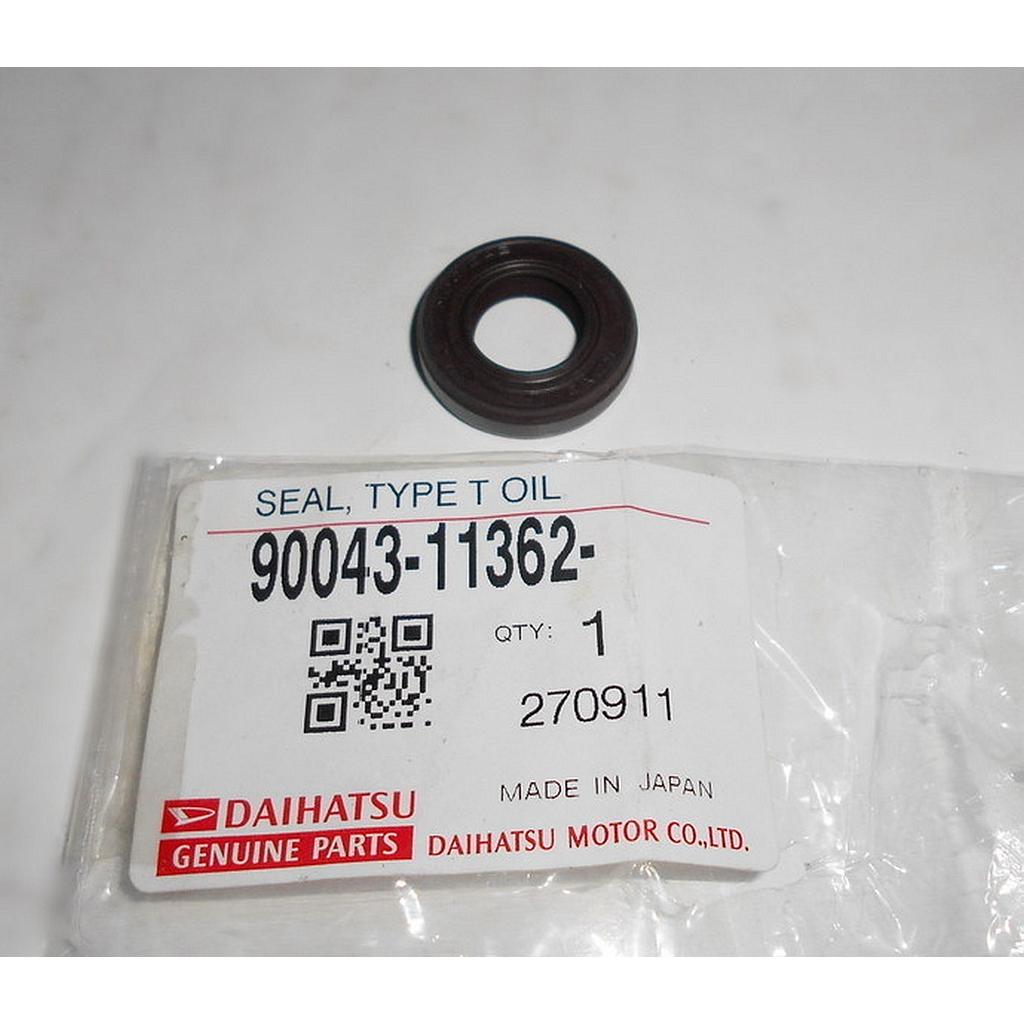 SEAL, TYPE T OIL
90043-11362-
QTY: 1
270911
MADE IN JAPAN
DAIHATSU
GENUINE PARTS
DAIHATSU MOTOR CO.,LTD.